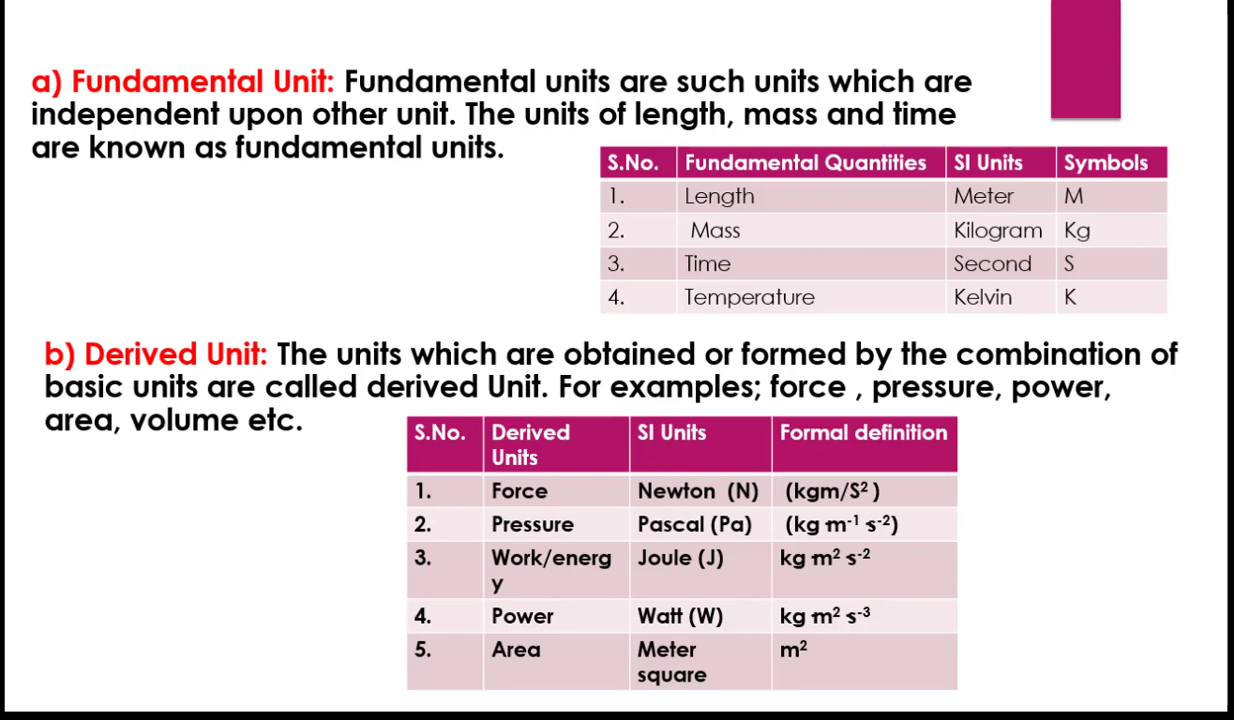 a) Fundamental Unit: Fundamental units are such units which are
independent upon other unit. The units of length, mass and time
are known as fundamental units.
S.No. Fundamental Quantities SI Units Symbols
1. Length Meter M
2. Mass Kilogram Kg
3. Time Second S
4. Temperature Kelvin K
b) Derived Unit: The units which are obtained or formed by the combination of
basic units are called derived Unit. For examples; force , pressure, power,
area, volume etc.
S.No. Derived SI Units Formal definition
Units
1. Force Newton (N) (kgm/S²)
2. Pressure Pascal (Pa) (kg m⁻¹ s⁻²)
3. Work/energ Joule (J) kg m² s⁻²
y
4. Power Watt (W) kg m² s⁻³
5. Area Meter m²
square